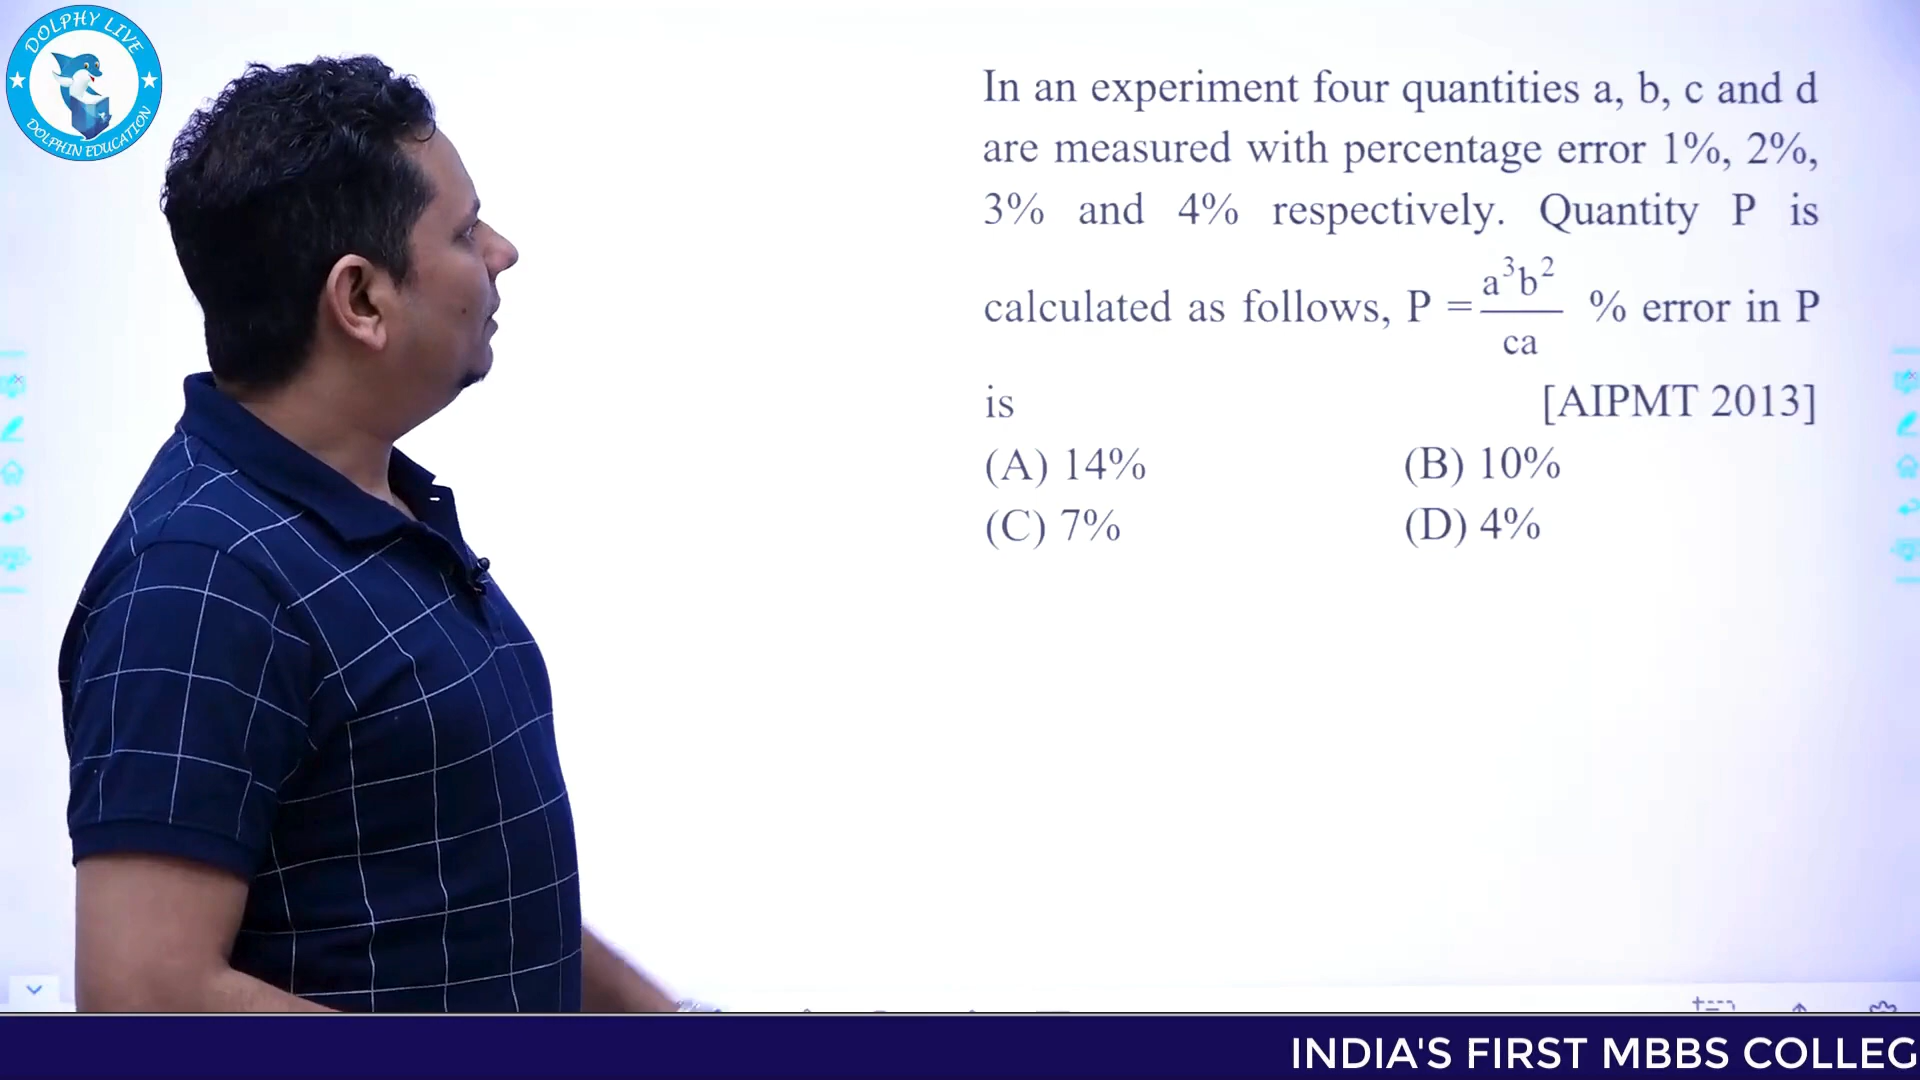 DOLPHY LIVE
DOLPHIN EDUCATION
In an experiment four quantities a, b, c and d
are measured with percentage error 1%, 2%,
3% and 4% respectively. Quantity P is
calculated as follows, P = a³b²/ca % error in P
is [AIPMT 2013]
(A) 14% (B) 10%
(C) 7% (D) 4%
INDIA'S FIRST MBBS COLLEG